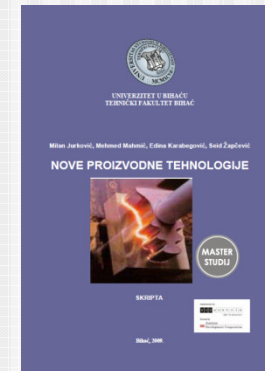 UNIVERZITET U BIHAĆU
TEHNIČKI FAKULTET BIHAĆ
Milan Jurković, Mehmed Mahmić, Edina Karabegović, Seid Žapčević
NOVE PROIZVODNE TEHNOLOGIJE
MASTER
STUDIJ
SKRIPTA
Bihać, 2008.